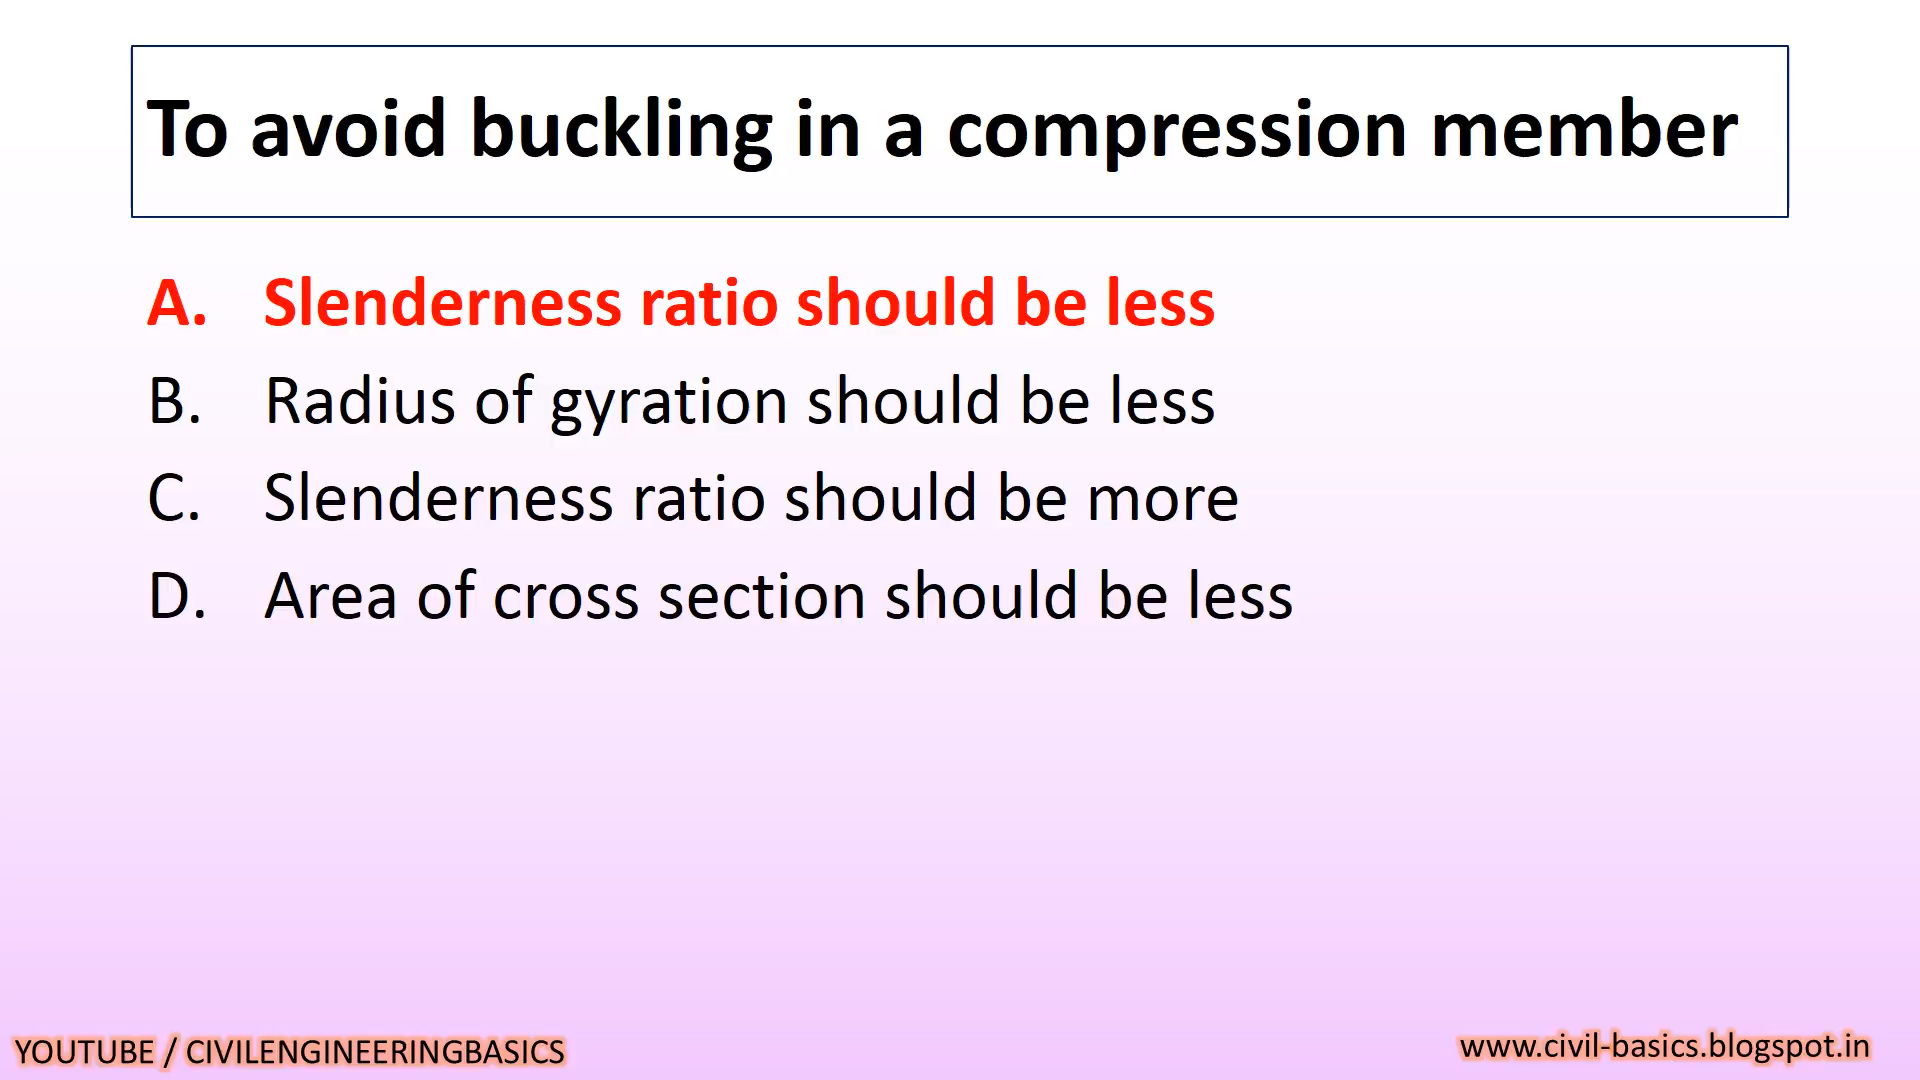 To avoid buckling in a compression member
A. Slenderness ratio should be less
B. Radius of gyration should be less
C. Slenderness ratio should be more
D. Area of cross section should be less
YOUTUBE / CIVILENGINEERINGBASICS
www.civil-basics.blogspot.in